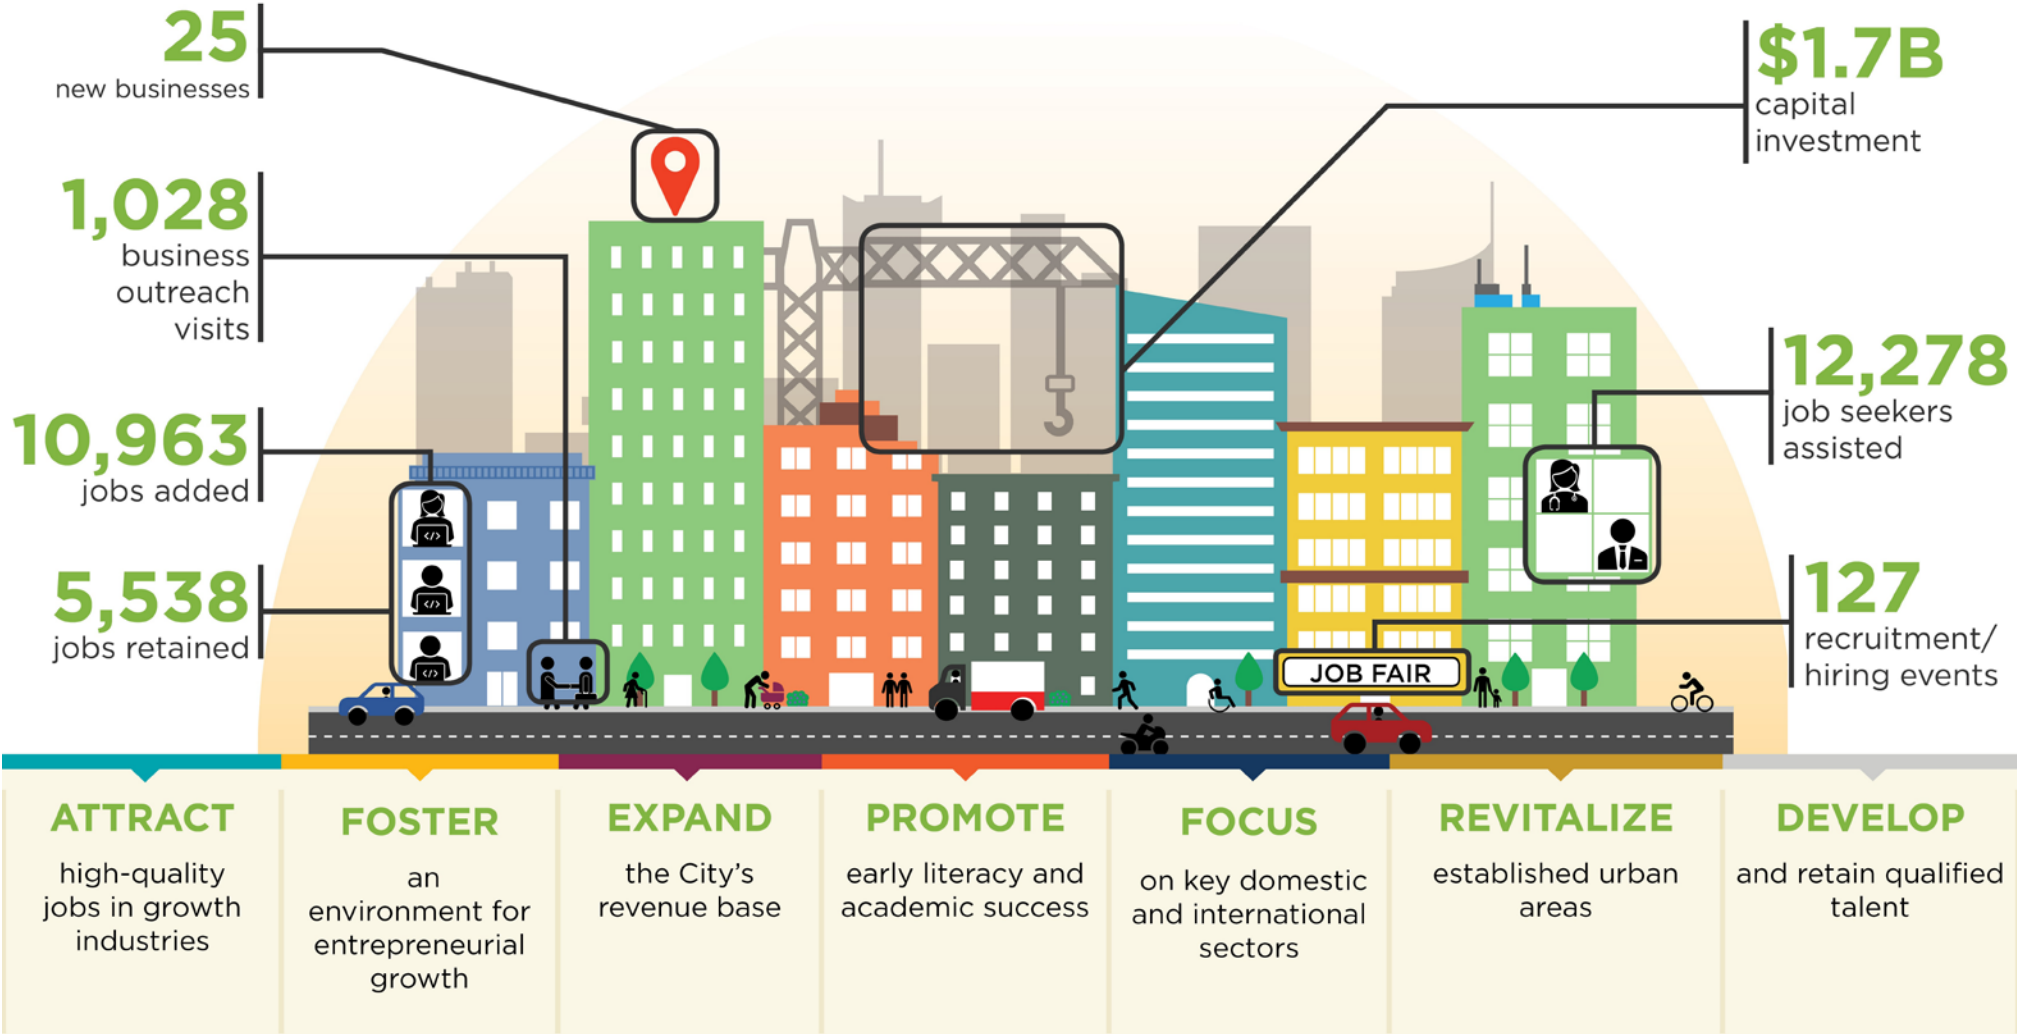 25
new businesses
1,028
business
outreach
visits
10,963
jobs added
5,538
jobs retained
$1.7B
capital
investment
12,278
job seekers
assisted
127
recruitment/
hiring events
</>
</>
</>
JOB FAIR
ATTRACT
high-quality
jobs in growth
industries
FOSTER
an
environment for
entrepreneurial
growth
EXPAND
the City's
revenue base
PROMOTE
early literacy and
academic success
FOCUS
on key domestic
and international
sectors
REVITALIZE
established urban
areas
DEVELOP
and retain qualified
talent